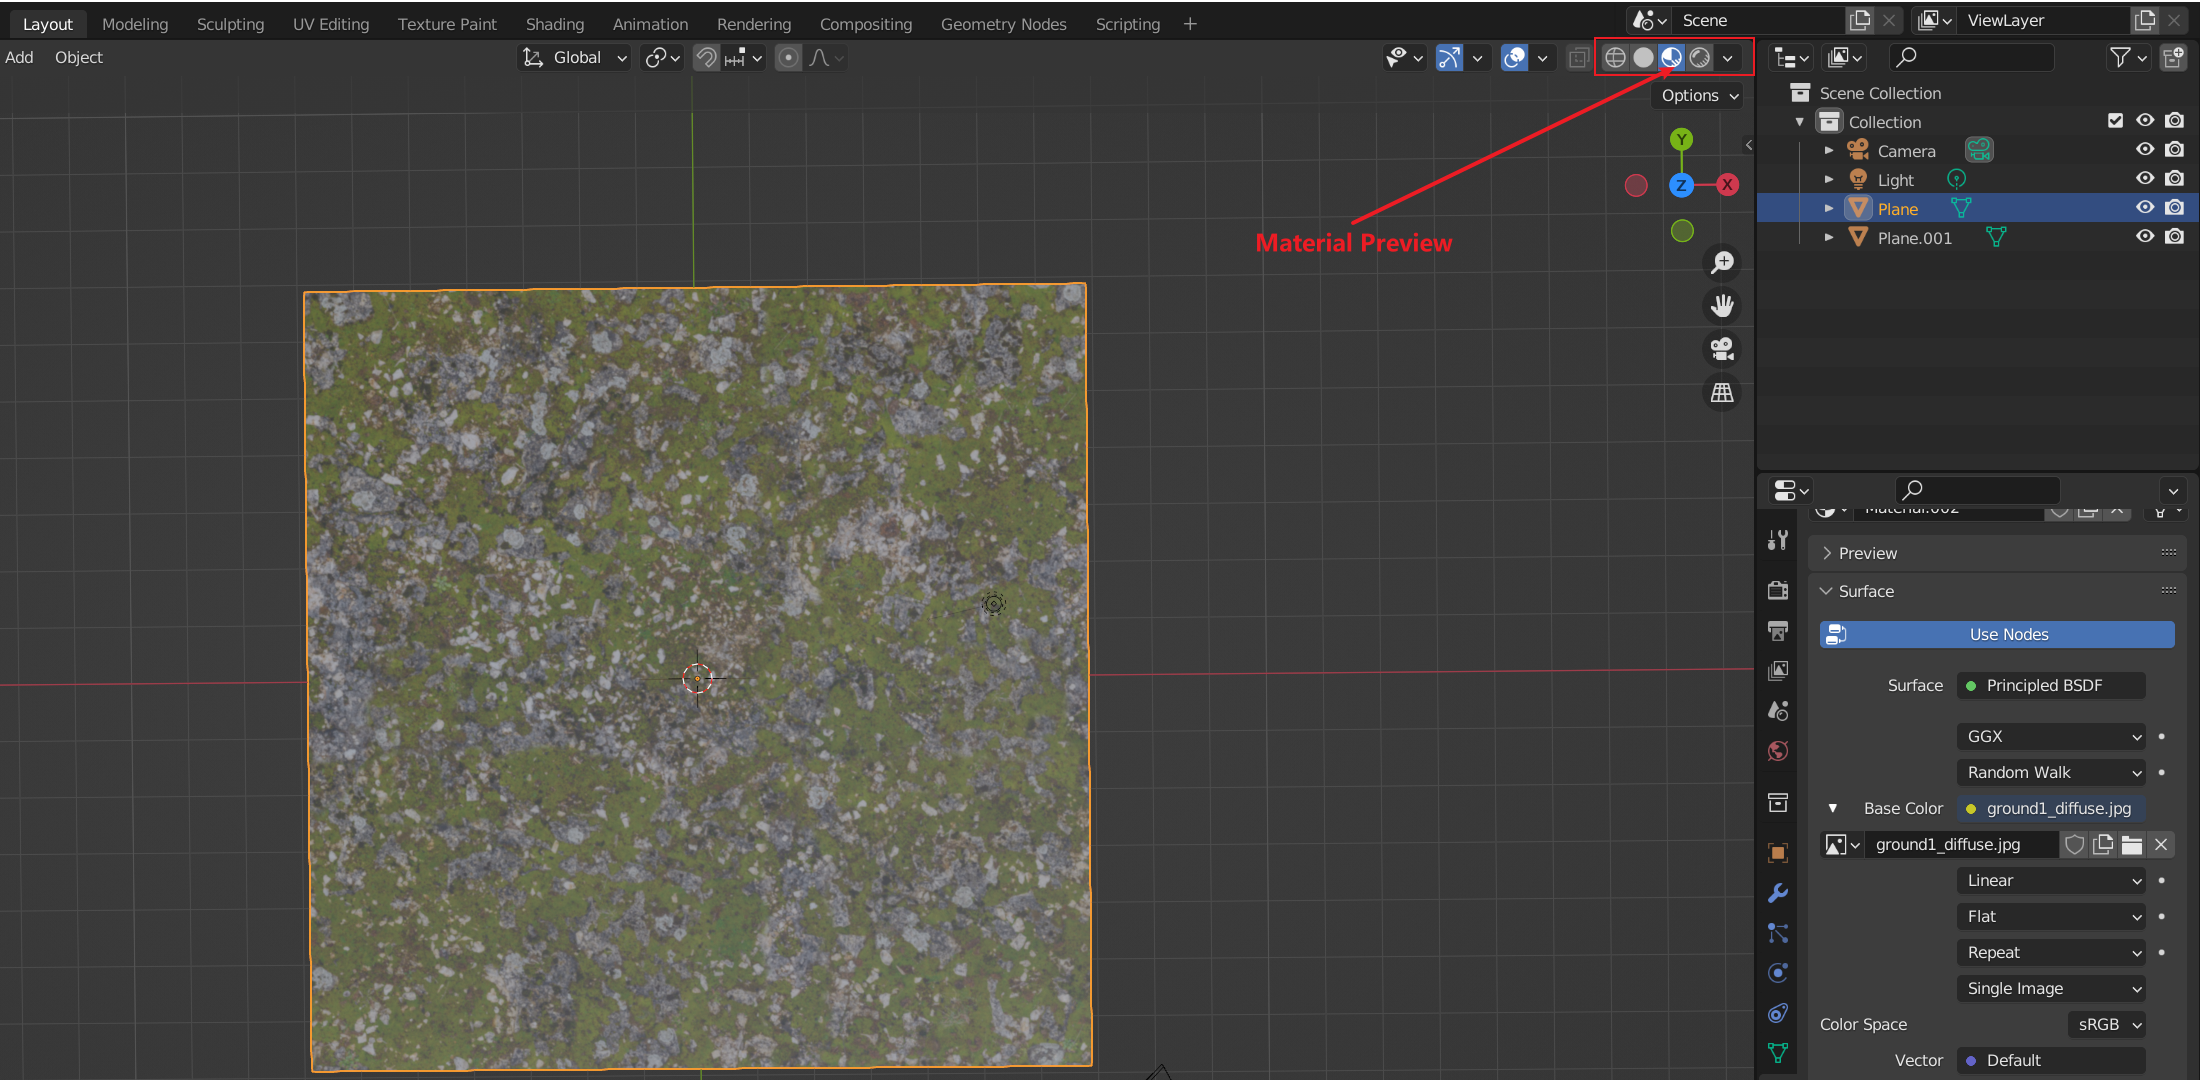 Layout Modeling Sculpting UV Editing Texture Paint Shading Animation Rendering Compositing Geometry Nodes Scripting + Scene ViewLayer
Add Object Global
Options
Scene Collection
Collection
Camera
Light
Plane
Plane.001
Y
Z X
Material Preview
Material.002
Preview
Surface
Use Nodes
Surface Principled BSDF
GGX
Random Walk
Base Color ground1_diffuse.jpg
ground1_diffuse.jpg
Linear
Flat
Repeat
Single Image
Color Space sRGB
Vector Default